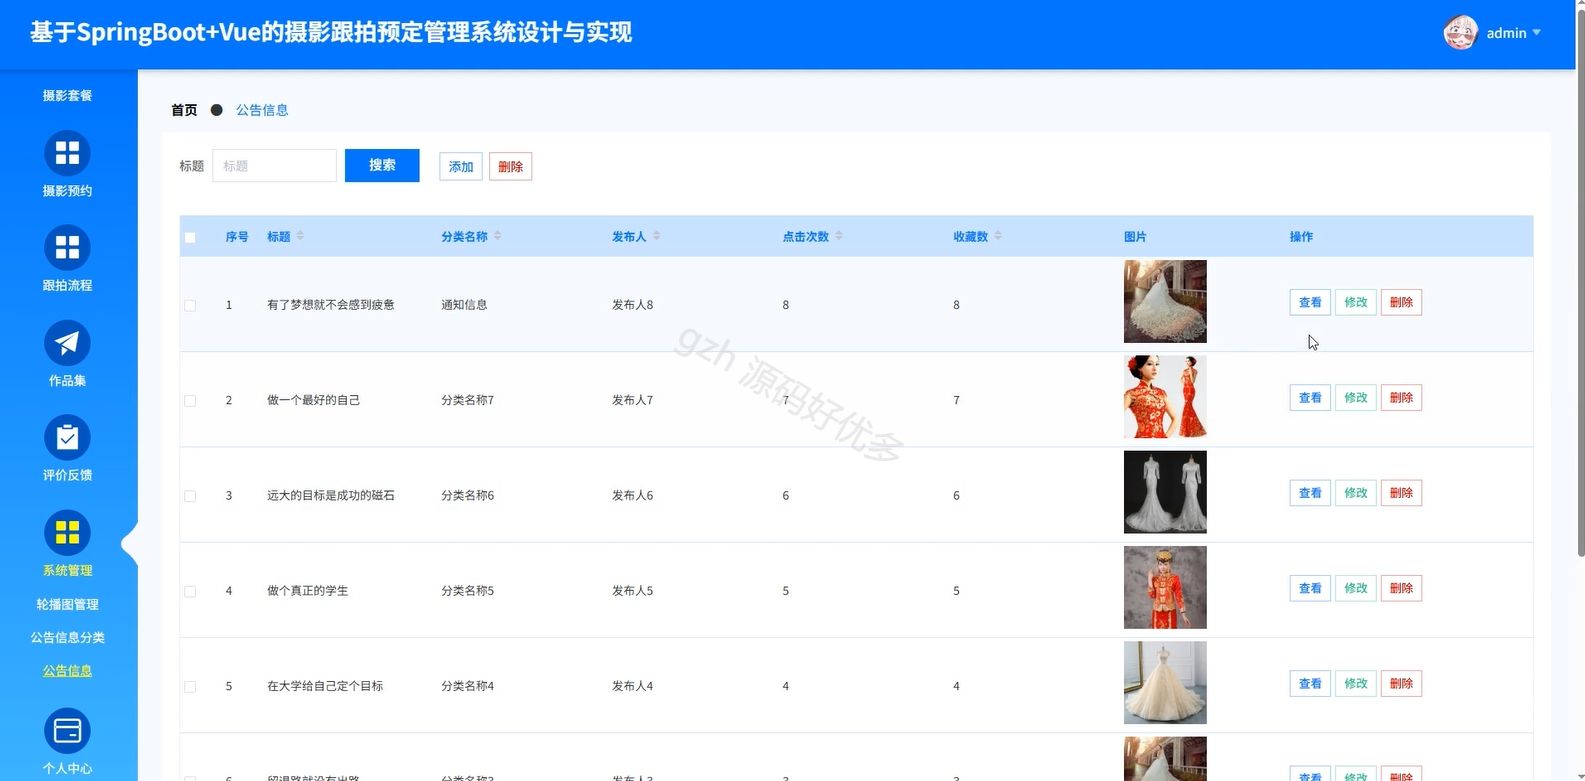 基于SpringBoot+Vue的摄影跟拍预定管理系统设计与实现
admin
摄影套餐
摄影预约
跟拍流程
作品集
评价反馈
系统管理
轮播图管理
公告信息分类
公告信息
个人中心
首页 ● 公告信息
标题 标题 搜索 添加 删除
序号 标题 分类名称 发布人 点击次数 收藏数 图片 操作
1 有了梦想就不会感到疲惫 通知信息 发布人8 8 8 查看 修改 删除
2 做一个最好的自己 分类名称7 发布人7 7 7 查看 修改 删除
3 远大的目标是成功的磁石 分类名称6 发布人6 6 6 查看 修改 删除
4 做个真正的学生 分类名称5 发布人5 5 5 查看 修改 删除
5 在大学给自己定个目标 分类名称4 发布人4 4 4 查看 修改 删除
分类名称3 发布人3 3 3 查看 修改 删除
gzh 源码好优多